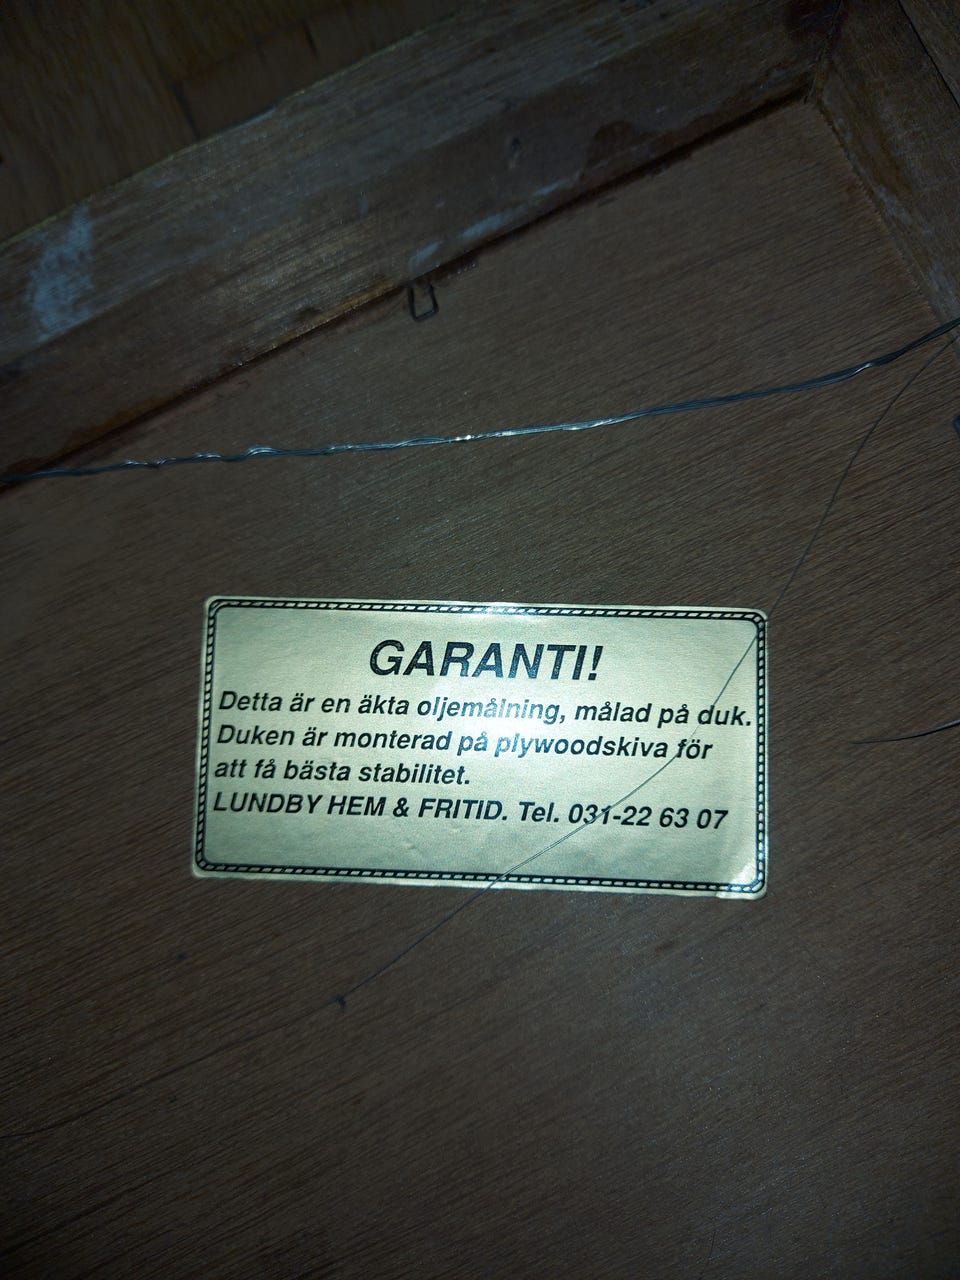 GARANTI!
Detta är en äkta oljemålning, målad på duk.
Duken är monterad på plywoodskiva för
att få bästa stabilitet.
LUNDBY HEM & FRITID. Tel. 031-22 63 07